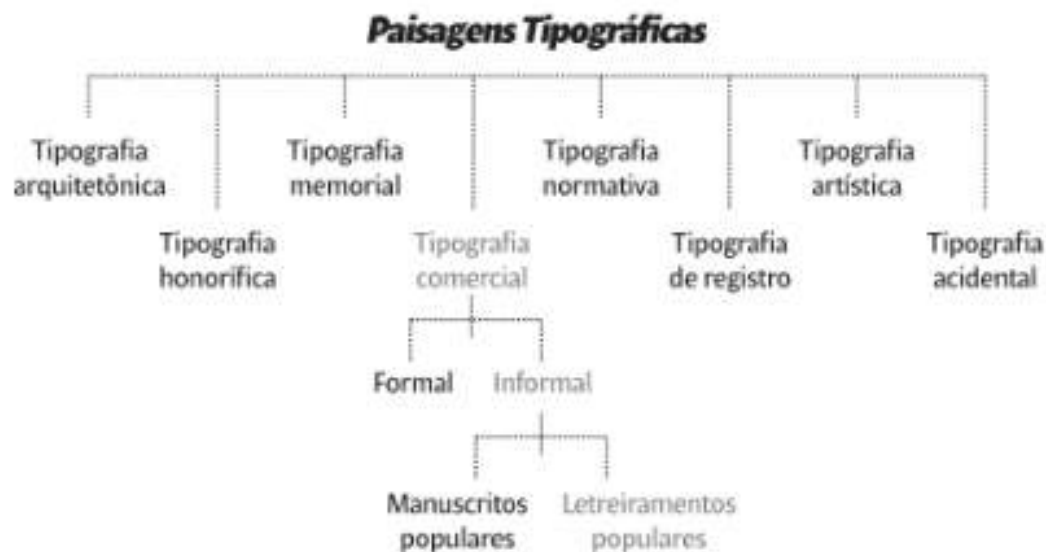 Paisagens Tipográficas
Tipografia
arquitetônica
Tipografia
memorial
Tipografia
normativa
Tipografia
artística
Tipografia
honorífica
Tipografia
comercial
Tipografia
de registro
Tipografia
acidental
Formal
Informal
Manuscritos
populares
Letreiramentos
populares